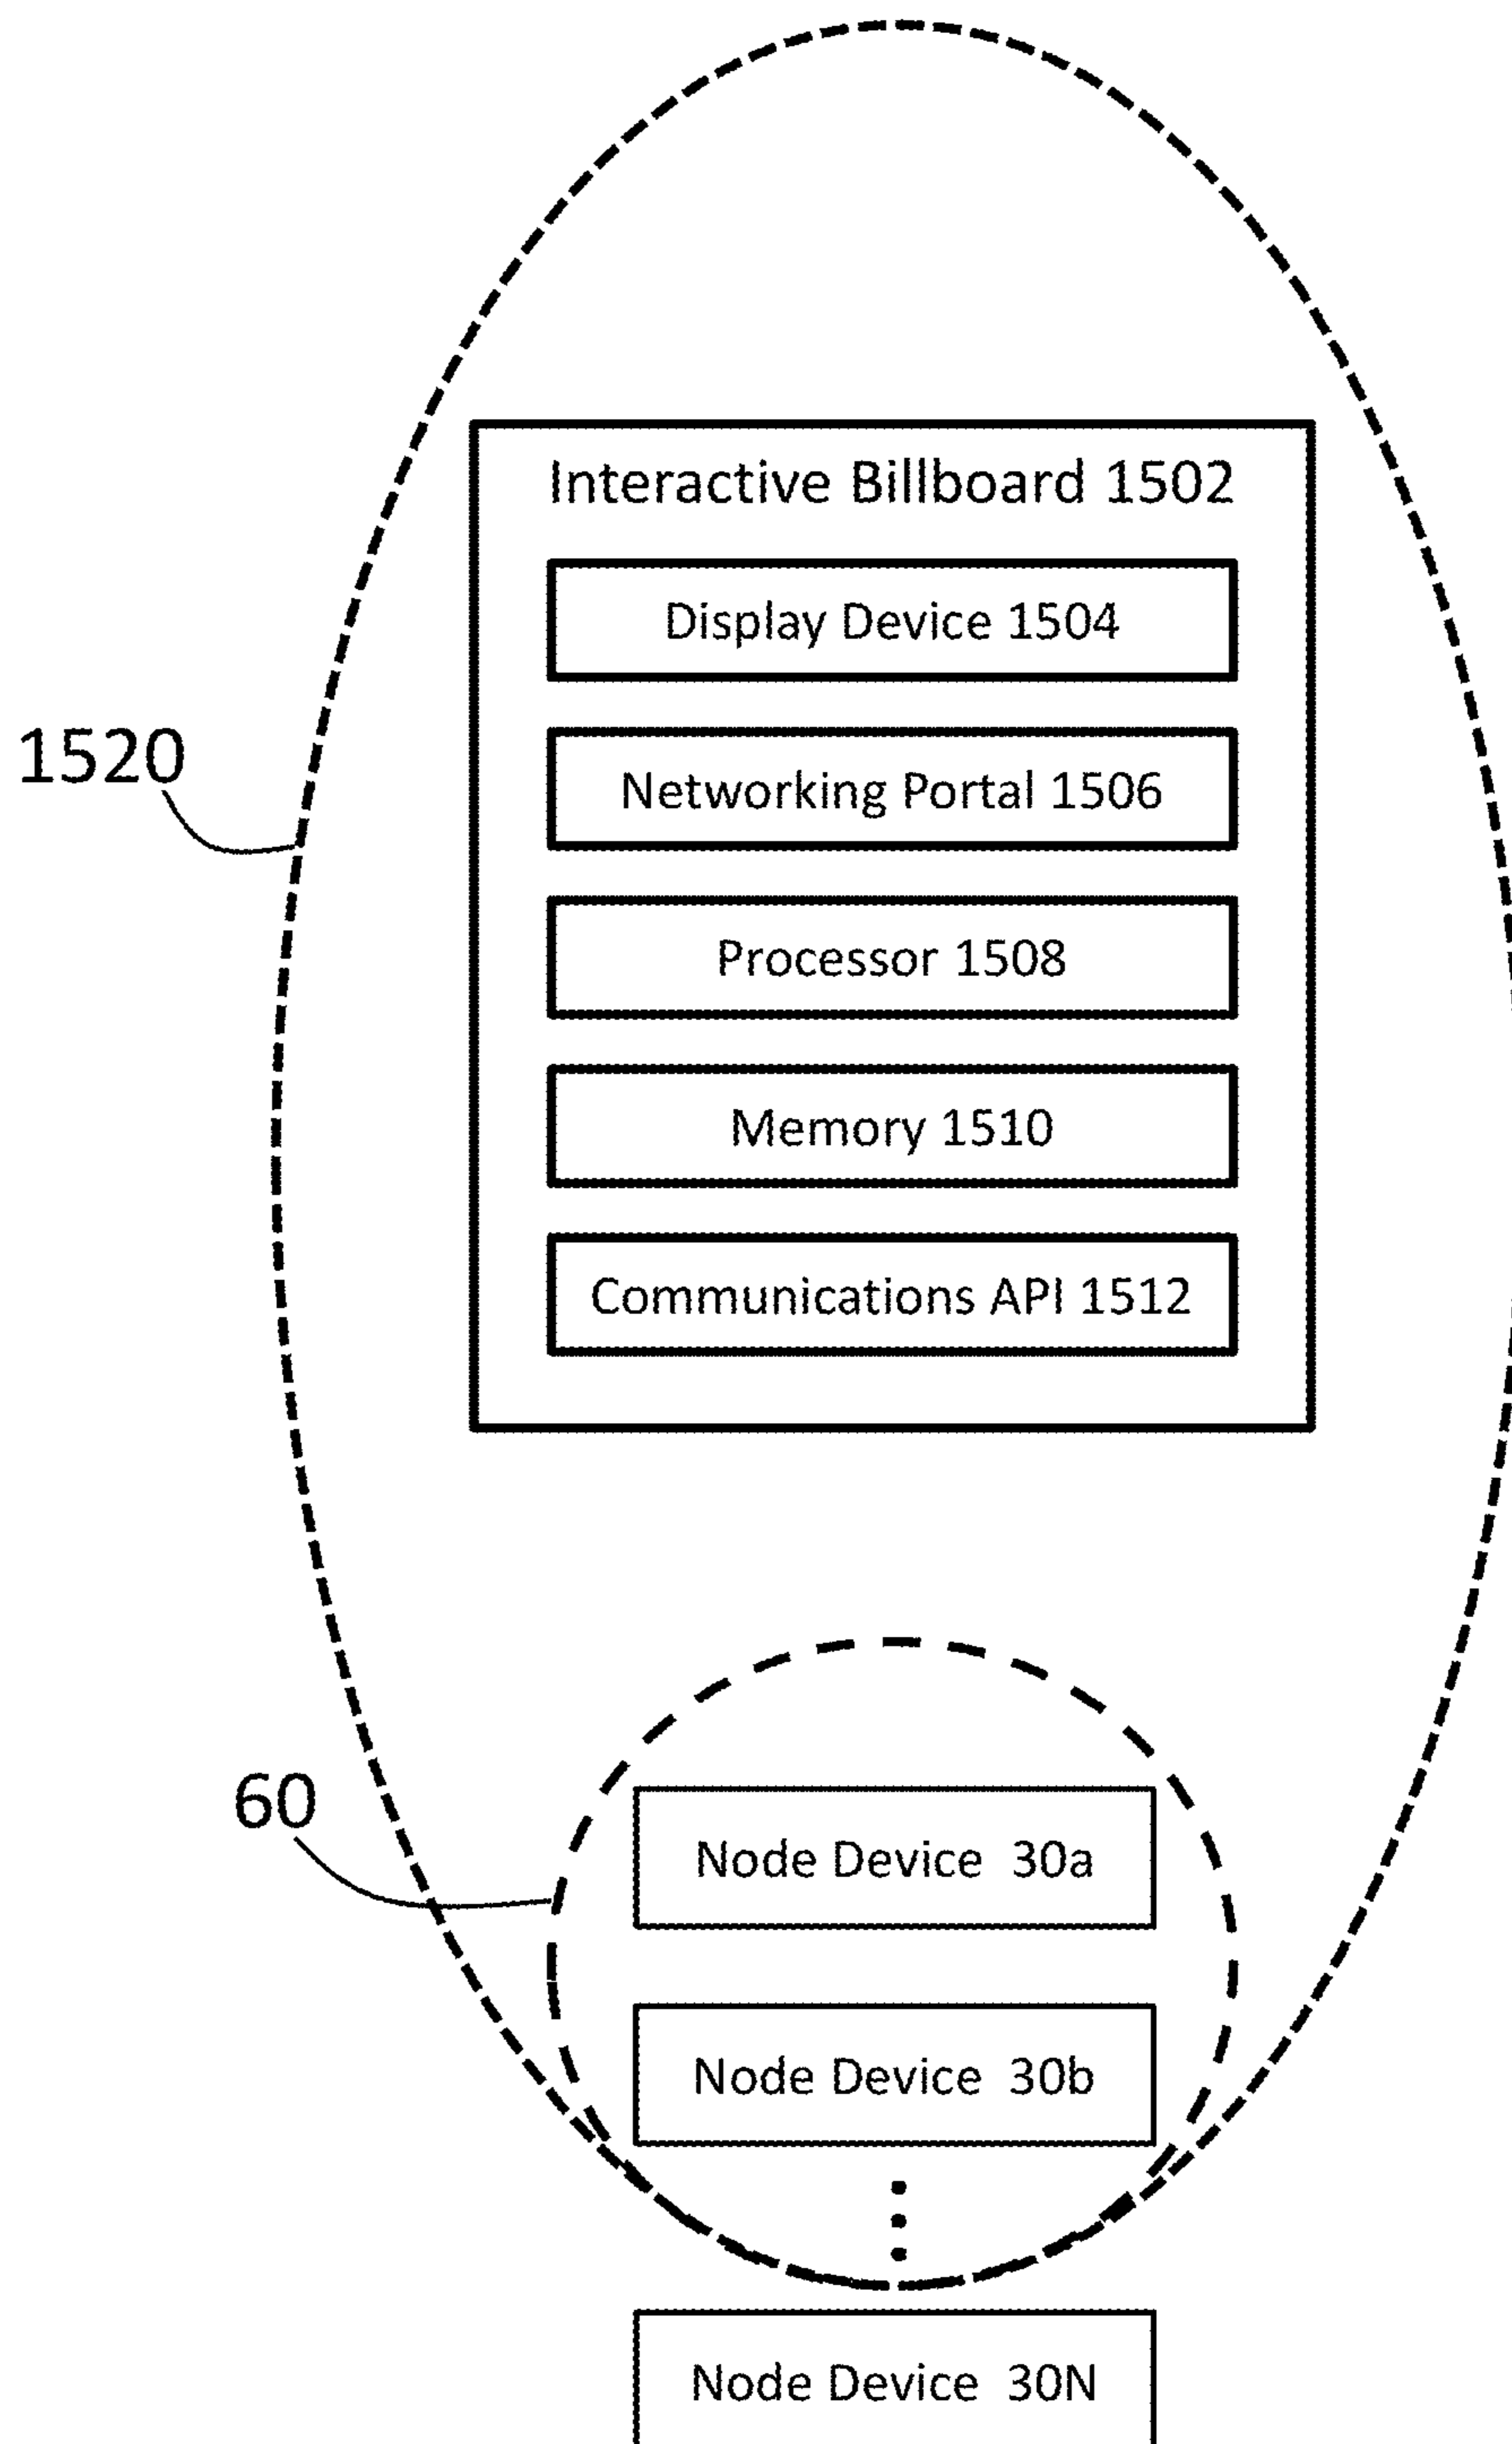 Interactive Billboard 1502
Display Device 1504
1520
Networking Portal 1506
Processor 1508
Memory 1510
Communications API 1512
60
Node Device 30a
Node Device 30b
Node Device 30N